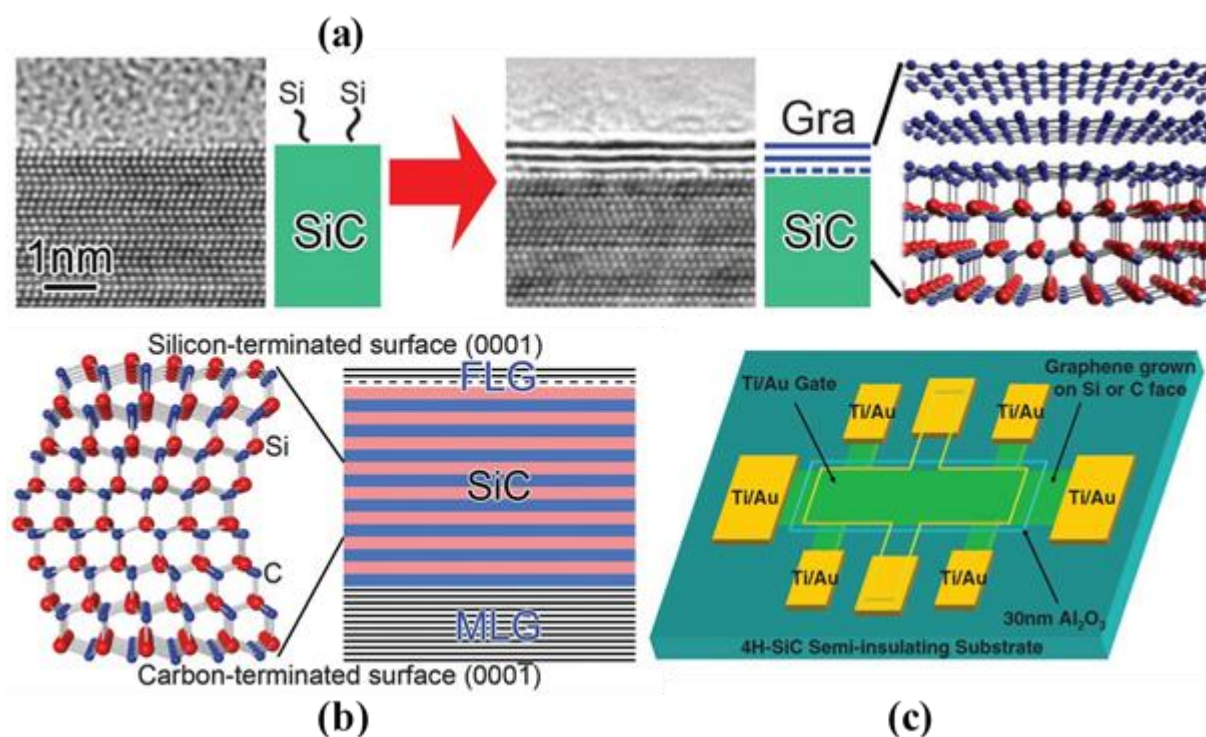 (a)
Si Si
SiC
1nm
Gra
SiC
Silicon-terminated surface (0001)
FLG
Si
SiC
C
MLG
Carbon-terminated surface (0001̅)
(b)
Ti/Au Gate
Graphene grown
on Si or C face
Ti/Au
Ti/Au
Ti/Au
Ti/Au
Ti/Au
Ti/Au
30nm Al₂O₃
4H-SiC Semi-insulating Substrate
(c)